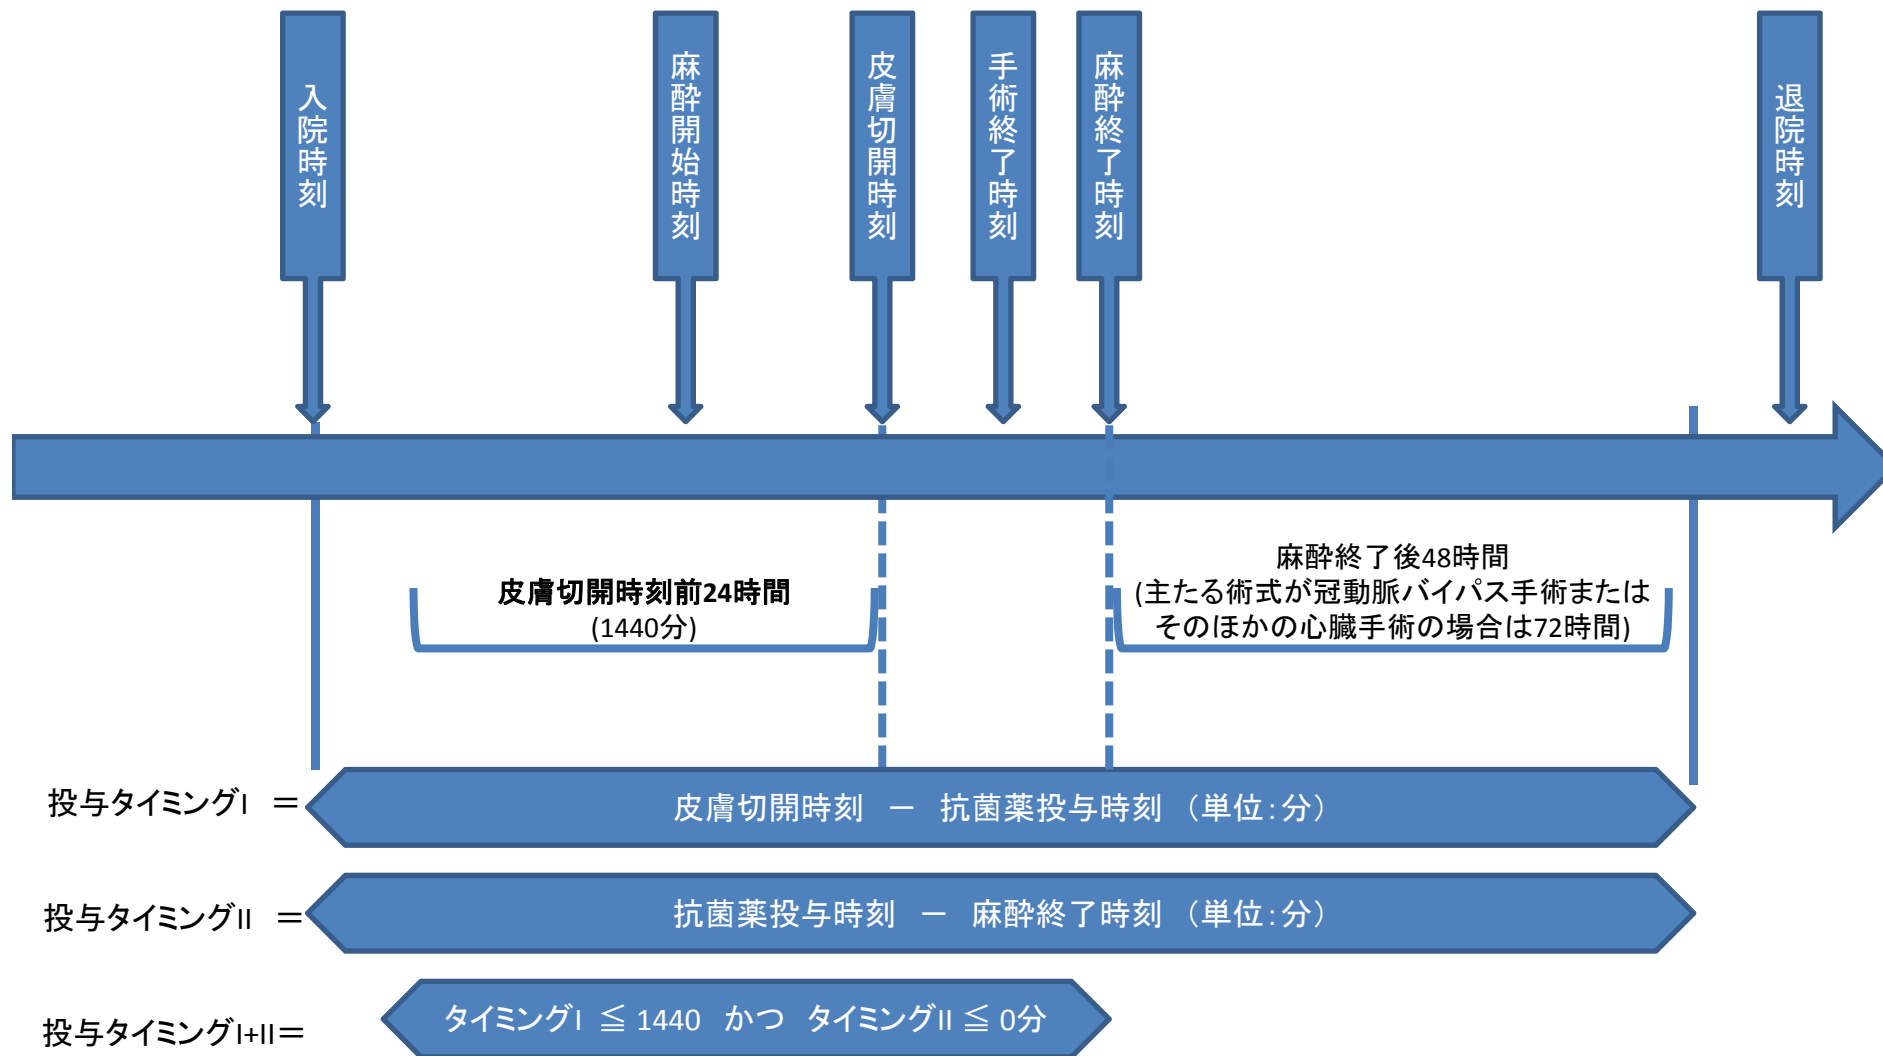 入院時刻
麻酔開始時刻
皮膚切開時刻
手術終了時刻
麻酔終了時刻
退院時刻
皮膚切開時刻前24時間
(1440分)
麻酔終了後48時間
(主たる術式が冠動脈バイパス手術または
そのほかの心臓手術の場合は72時間)
投与タイミングI ＝
皮膚切開時刻 － 抗菌薬投与時刻 （単位：分）
投与タイミングII ＝
抗菌薬投与時刻 － 麻酔終了時刻 （単位：分）
投与タイミングI+II＝
タイミングI ≦ 1440 かつ タイミングII ≦ 0分